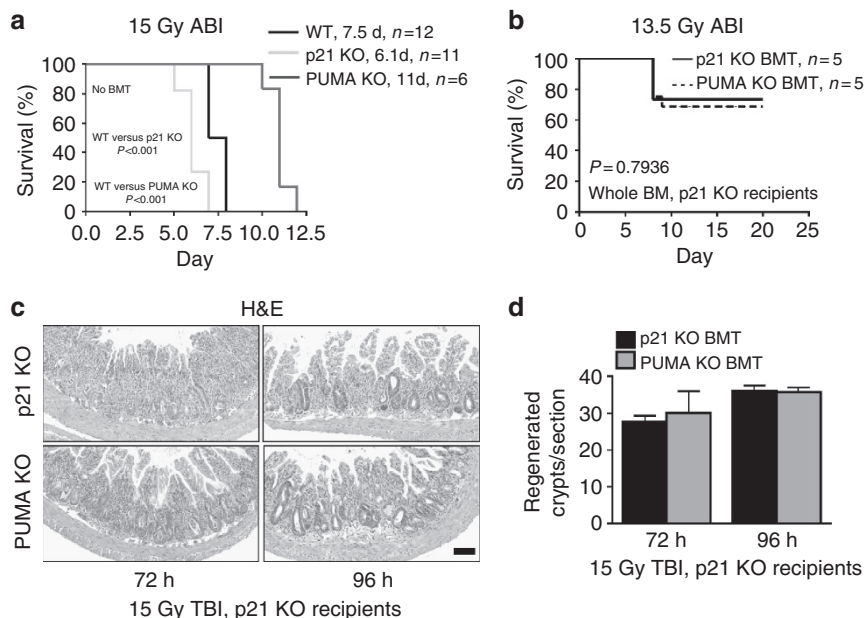 a
15 Gy ABI
WT, 7.5 d, n=12
p21 KO, 6.1d, n=11
PUMA KO, 11d, n=6
Survival (%)
100
80
60
40
20
0
No BMT
WT versus p21 KO
P<0.001
WT versus PUMA KO
P<0.001
0.0 2.5 5.0 7.5 10.0 12.5
Day
b
13.5 Gy ABI
p21 KO BMT, n=5
PUMA KO BMT, n=5
Survival (%)
100
80
60
40
20
0
P=0.7936
Whole BM, p21 KO recipients
0 5 10 15 20 25
Day
c
H&E
p21 KO
PUMA KO
72 h 96 h
15 Gy TBI, p21 KO recipients
d
p21 KO BMT
PUMA KO BMT
Regenerated
crypts/section
40
30
20
10
0
72 h 96 h
15 Gy TBI, p21 KO recipients